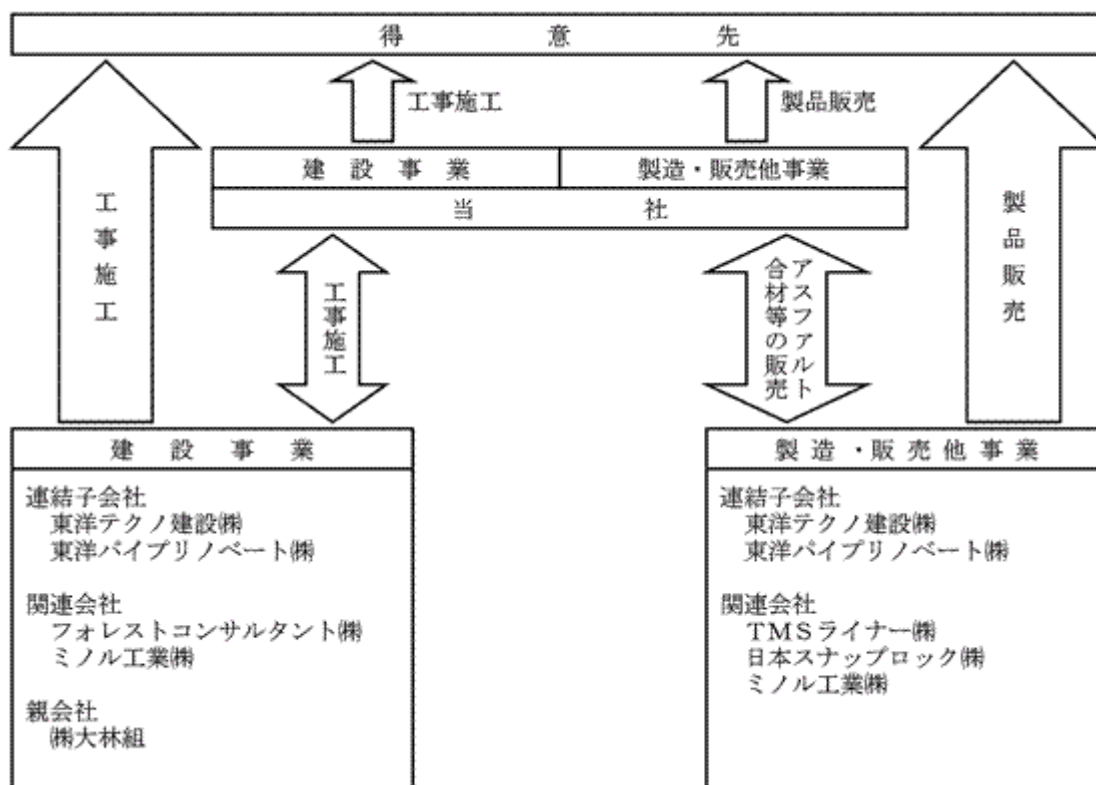 得意先
工事施工
製品販売
建設事業
製造・販売他事業
当社
工事施工
工事施工
アスファルト
合材等の販売
製品販売
建設事業
連結子会社
東洋テクノ建設㈱
東洋パイプリノベート㈱
関連会社
フォレストコンサルタント㈱
ミノル工業㈱
親会社
㈱大林組
製造・販売他事業
連結子会社
東洋テクノ建設㈱
東洋パイプリノベート㈱
関連会社
TMSライナー㈱
日本スナップロック㈱
ミノル工業㈱